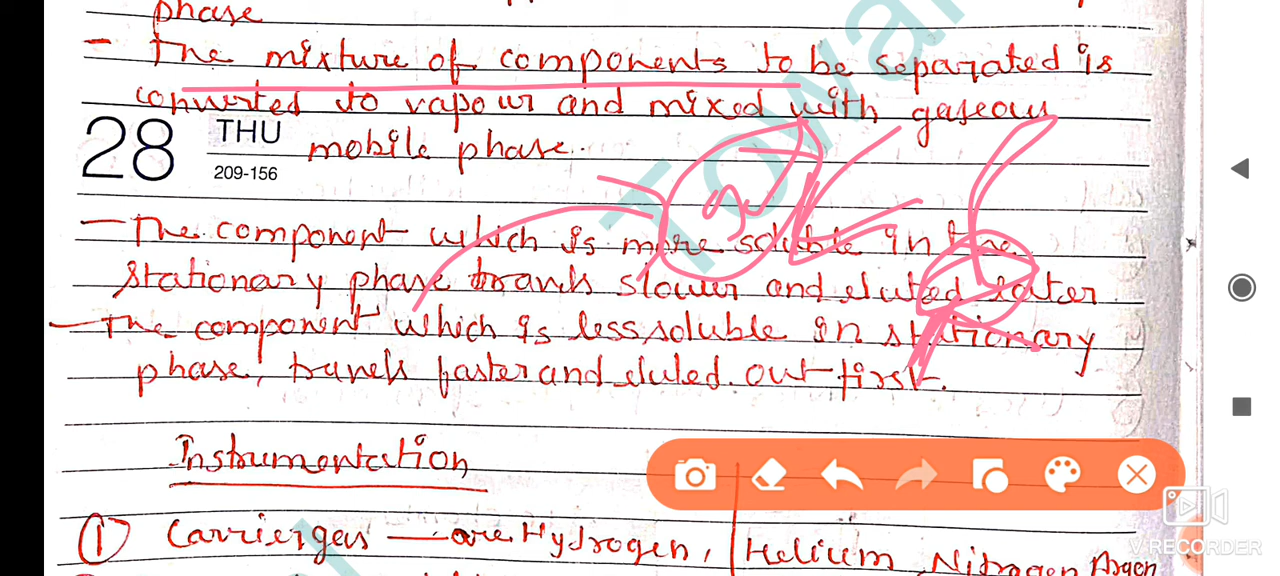 phase
- The mixture of components to be separated is
converted to vapour and mixed with gaseous
28 THU mobile phase.
209-156
- The component which is more soluble in the
stationary phase travels slower and eluted later
- The component which is less soluble in stationary
phase, travels faster and eluted out first.
Instrumentation
① Carrier gas — are Hydrogen, Helium, Nitrogen Argon
Towa
V RECORDER